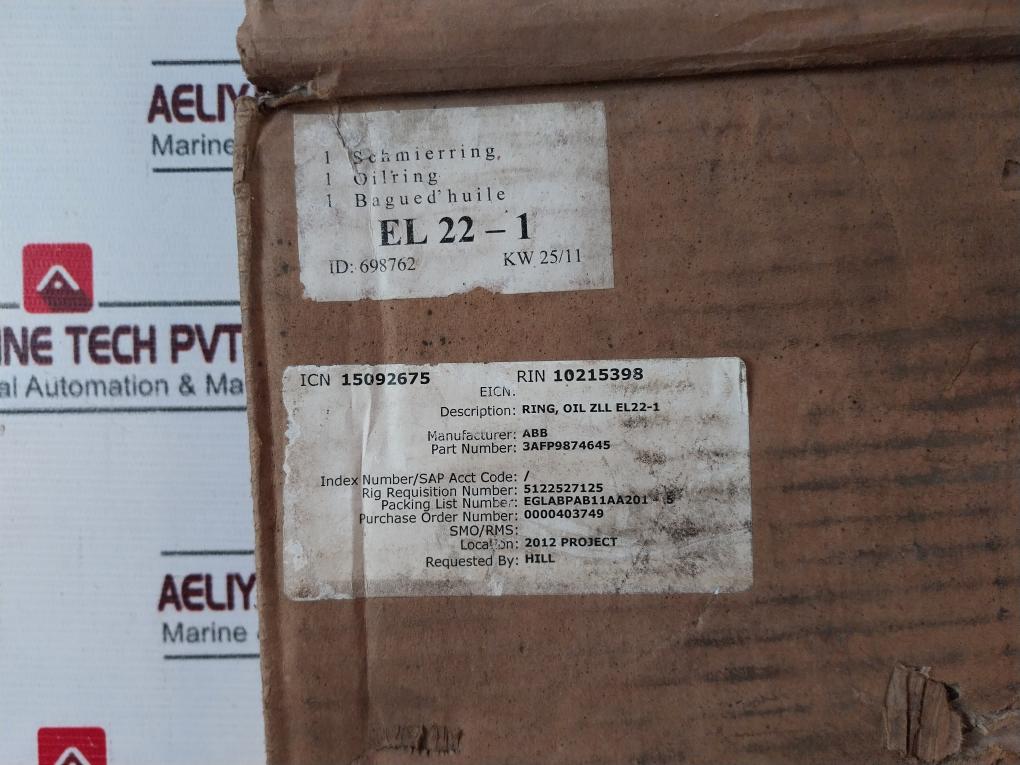 AELIY
Marine
1 Schmierring,
1 Oilring
1 Bagued'huile
EL 22 – 1
ID: 698762 KW 25/11
INE TECH PVT
al Automation & Ma
ICN 15092675 RIN 10215398
EICN:
Description: RING, OIL ZLL EL22-1
Manufacturer: ABB
Part Number: 3AFP9874645
Index Number/SAP Acct Code: /
Rig Requisition Number: 5122527125
Packing List Number: EGLABPAB11AA201 - 5
Purchase Order Number: 0000403749
SMO/RMS:
Location: 2012 PROJECT
Requested By: HILL
AELIY
Marine &